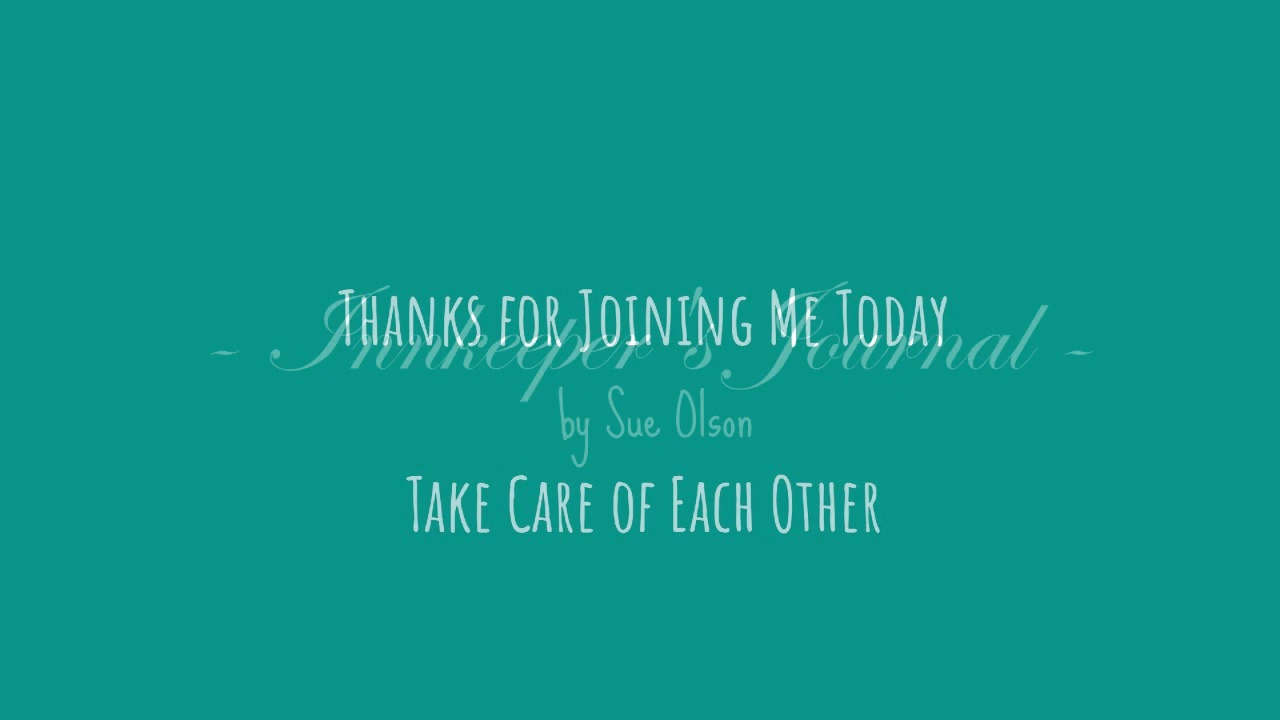 Thanks for Joining Me Today
- Innkeeper's Journal -
by Sue Olson
Take Care of Each Other